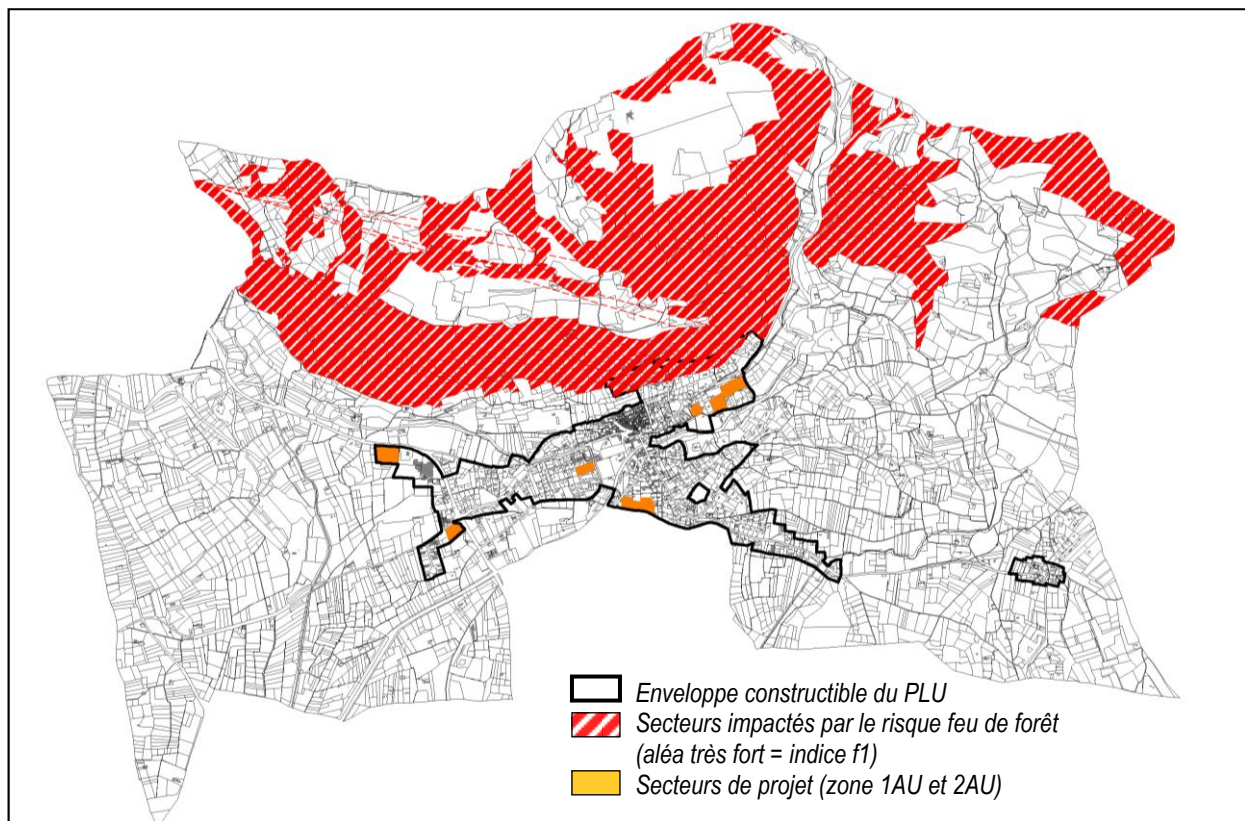 Enveloppe constructible du PLU
Secteurs impactés par le risque feu de forêt
(aléa très fort = indice f1)
Secteurs de projet (zone 1AU et 2AU)